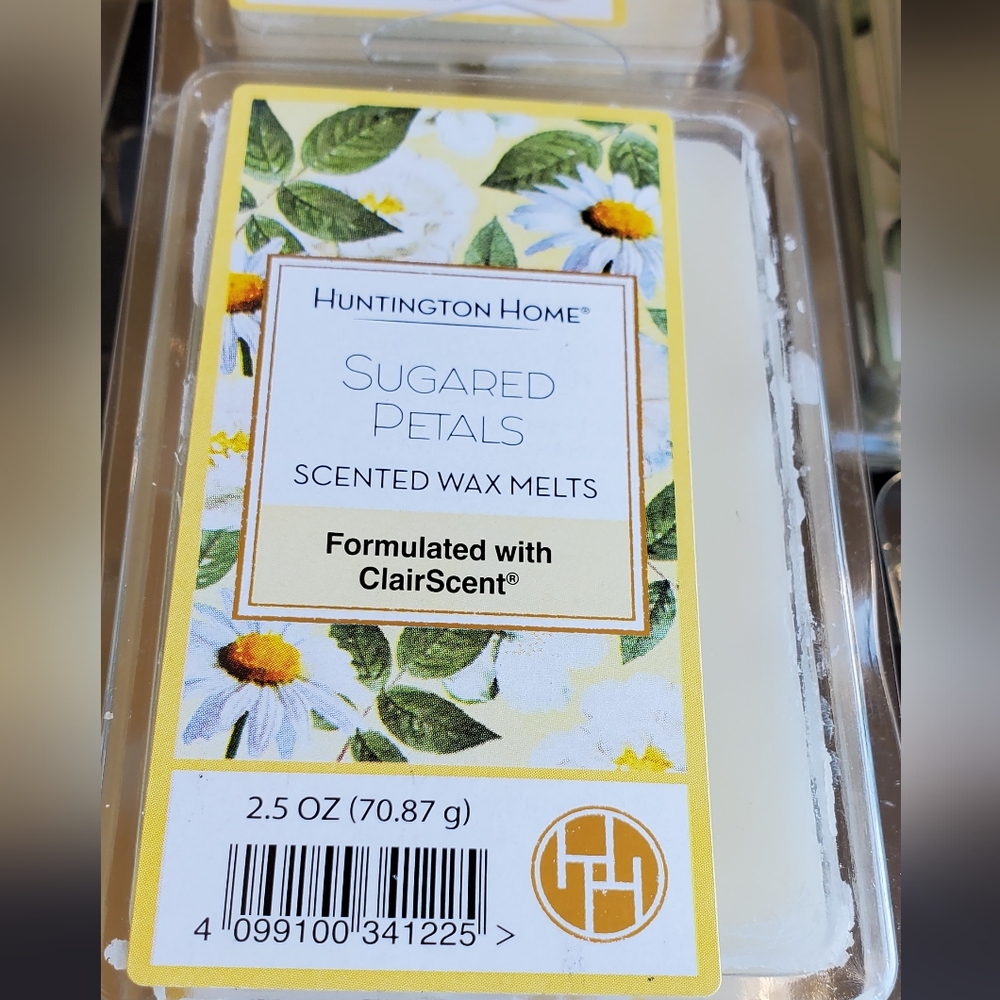 HUNTINGTON HOME®
SUGARED
PETALS
SCENTED WAX MELTS
Formulated with
ClairScent®
2.5 OZ (70.87 g)
4 099100 341225 >